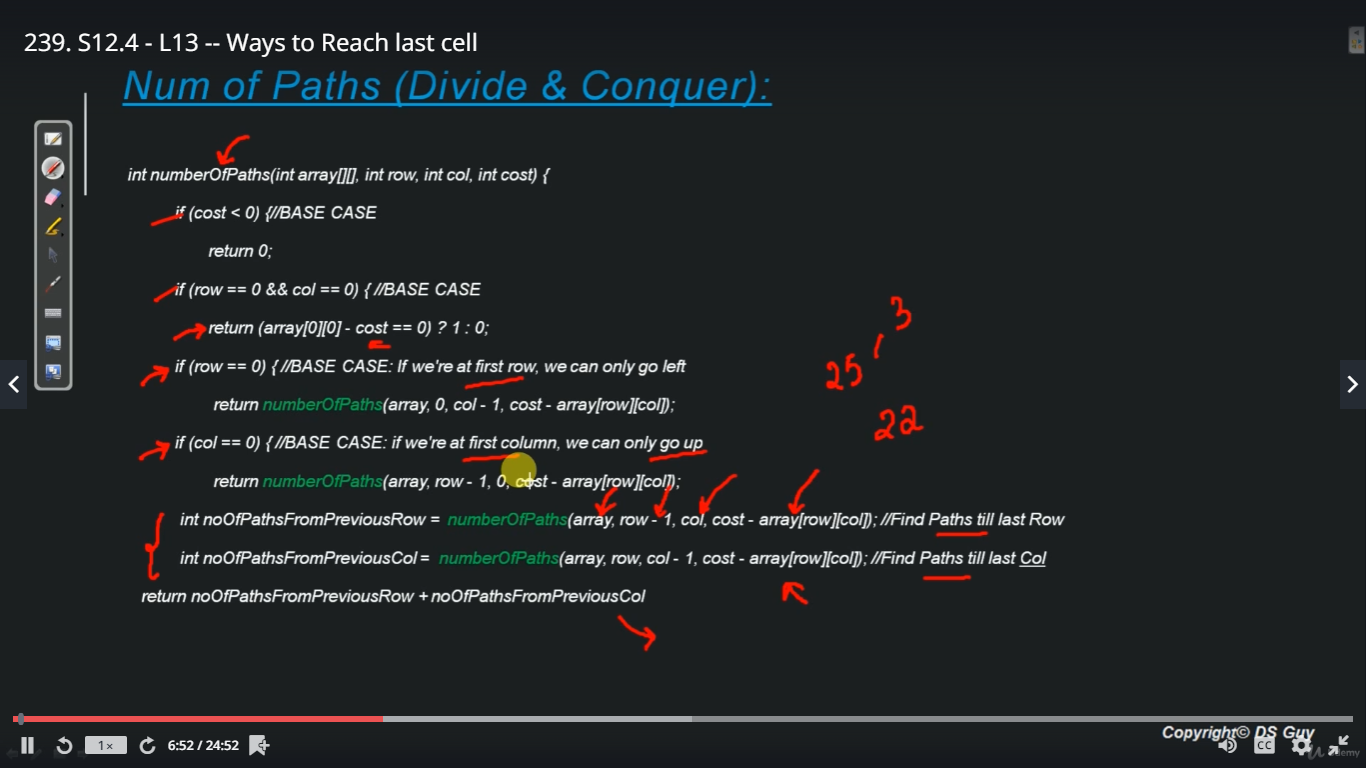 239. S12.4 - L13 -- Ways to Reach last cell
Num of Paths (Divide & Conquer):
int numberOfPaths(int array[][], int row, int col, int cost) {
if (cost < 0) {//BASE CASE
return 0;
if (row == 0 && col == 0) { //BASE CASE
return (array[0][0] - cost == 0) ? 1 : 0;
if (row == 0) { //BASE CASE: If we're at first row, we can only go left
return numberOfPaths(array, 0, col - 1, cost - array[row][col]);
if (col == 0) { //BASE CASE: if we're at first column, we can only go up
return numberOfPaths(array, row - 1, 0, cost - array[row][col]);
int noOfPathsFromPreviousRow = numberOfPaths(array, row - 1, col, cost - array[row][col]); //Find Paths till last Row
int noOfPathsFromPreviousCol = numberOfPaths(array, row, col - 1, cost - array[row][col]); //Find Paths till last Col
return noOfPathsFromPreviousRow + noOfPathsFromPreviousCol
25 , 3
22
Copyright© DS Guy
1× 6:52 / 24:52 CC